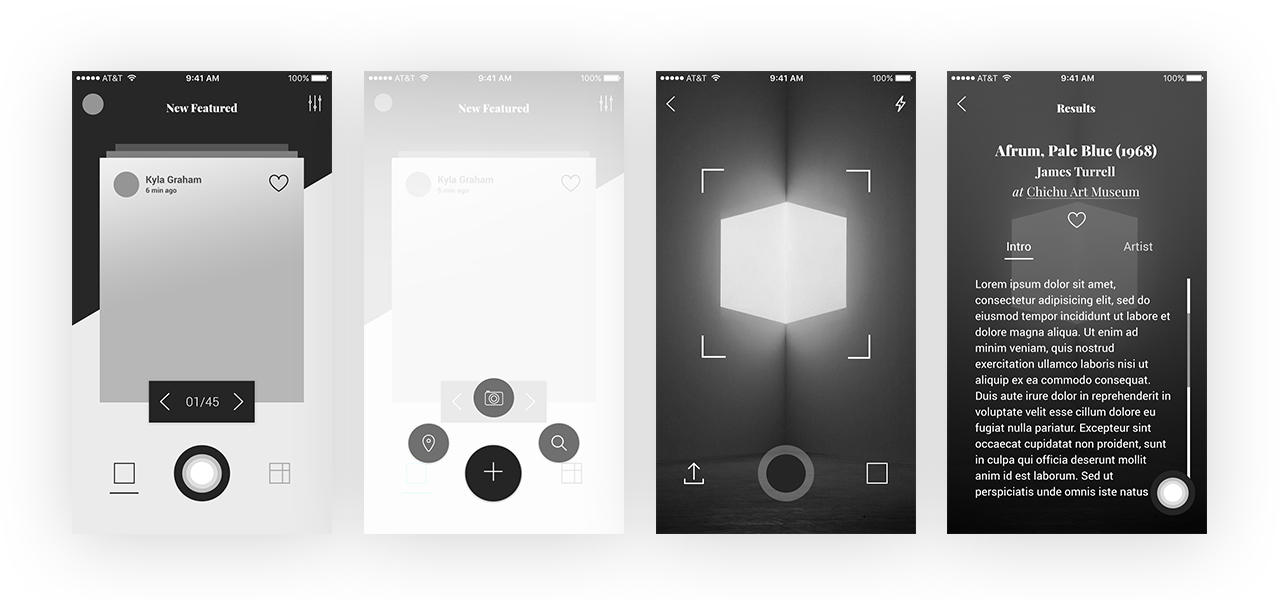 AT&T 9:41 AM 100%
New Featured
Kyla Graham
6 min ago
01/45
AT&T 9:41 AM 100%
New Featured
Kyla Graham
6 min ago
AT&T 9:41 AM 100%
AT&T 9:41 AM 100%
Results
Afrum, Pale Blue (1968)
James Turrell
at Chichu Art Museum
Intro Artist
Lorem ipsum dolor sit amet,
consectetur adipisicing elit, sed do
eiusmod tempor incididunt ut labore et
dolore magna aliqua. Ut enim ad
minim veniam, quis nostrud
exercitation ullamco laboris nisi ut
aliquip ex ea commodo consequat.
Duis aute irure dolor in reprehenderit in
voluptate velit esse cillum dolore eu
fugiat nulla pariatur. Excepteur sint
occaecat cupidatat non proident, sunt
in culpa qui officia deserunt mollit
anim id est laborum. Sed ut
perspiciatis unde omnis iste natus